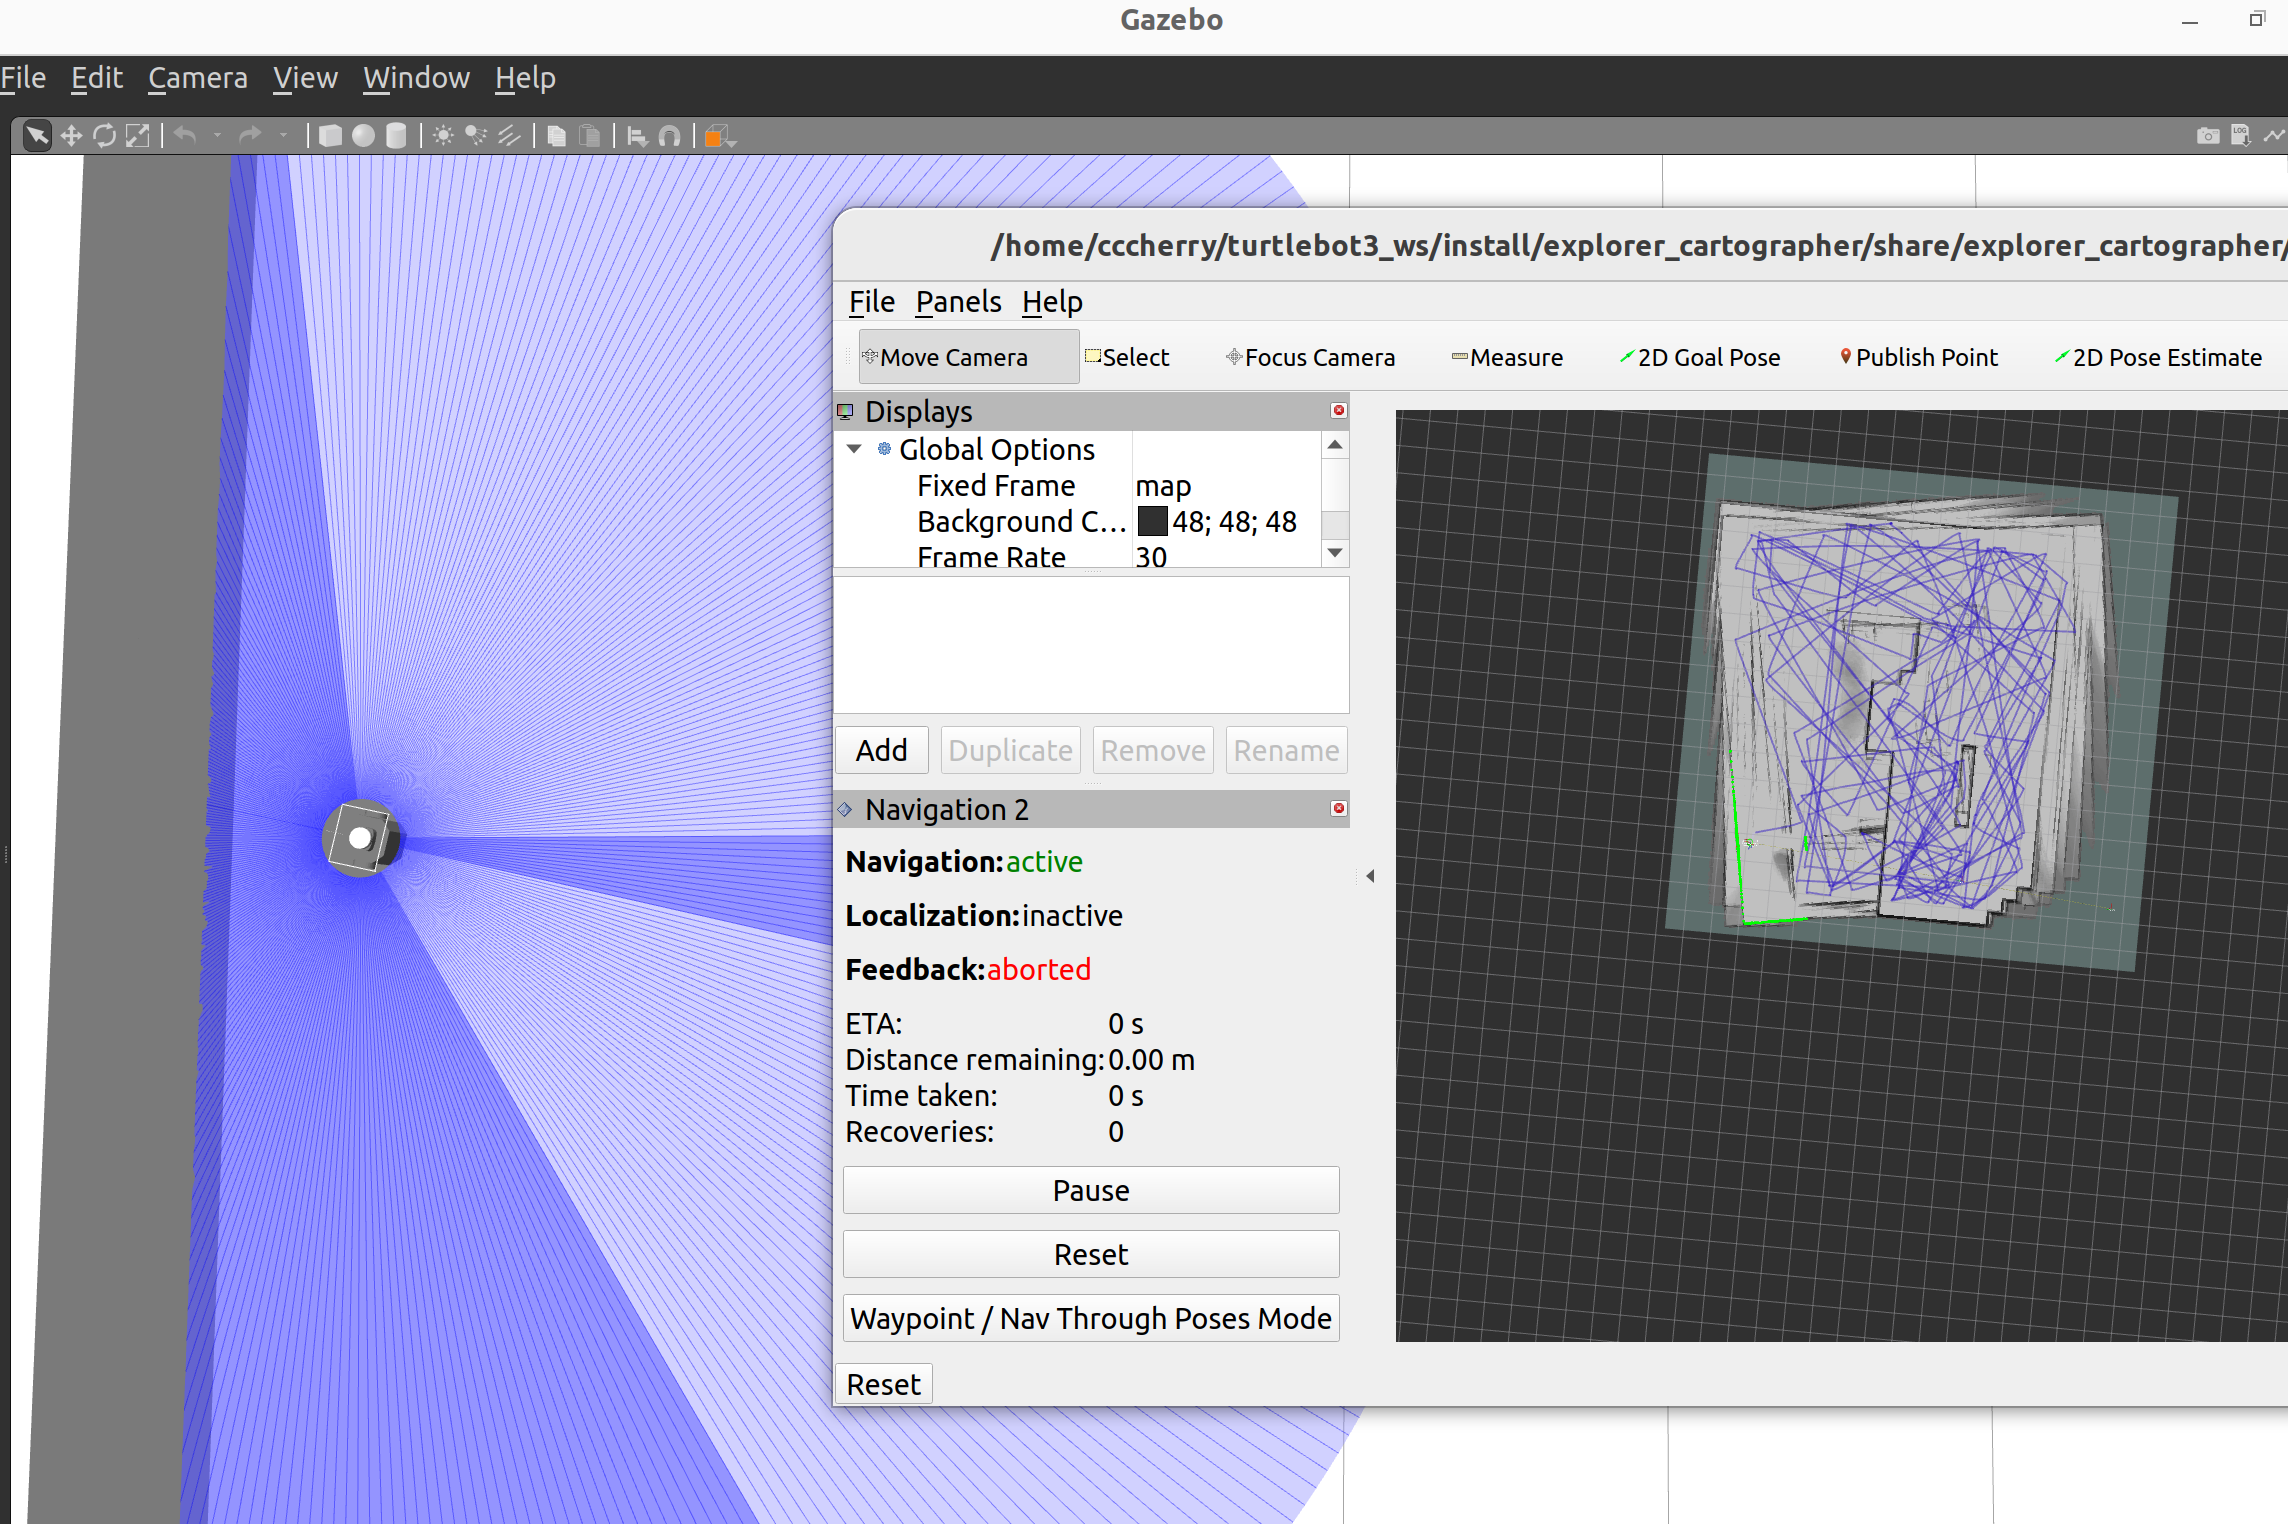 Gazebo
File Edit Camera View Window Help
/home/cccherry/turtlebot3_ws/install/explorer_cartographer/share/explorer_cartographer/
File Panels Help
Move Camera Select Focus Camera Measure 2D Goal Pose Publish Point 2D Pose Estimate
Displays
Global Options
Fixed Frame map
Background C... 48; 48; 48
Frame Rate 30
Add Duplicate Remove Rename
Navigation 2
Navigation: active
Localization: inactive
Feedback: aborted
ETA: 0 s
Distance remaining: 0.00 m
Time taken: 0 s
Recoveries: 0
Pause
Reset
Waypoint / Nav Through Poses Mode
Reset
LOG